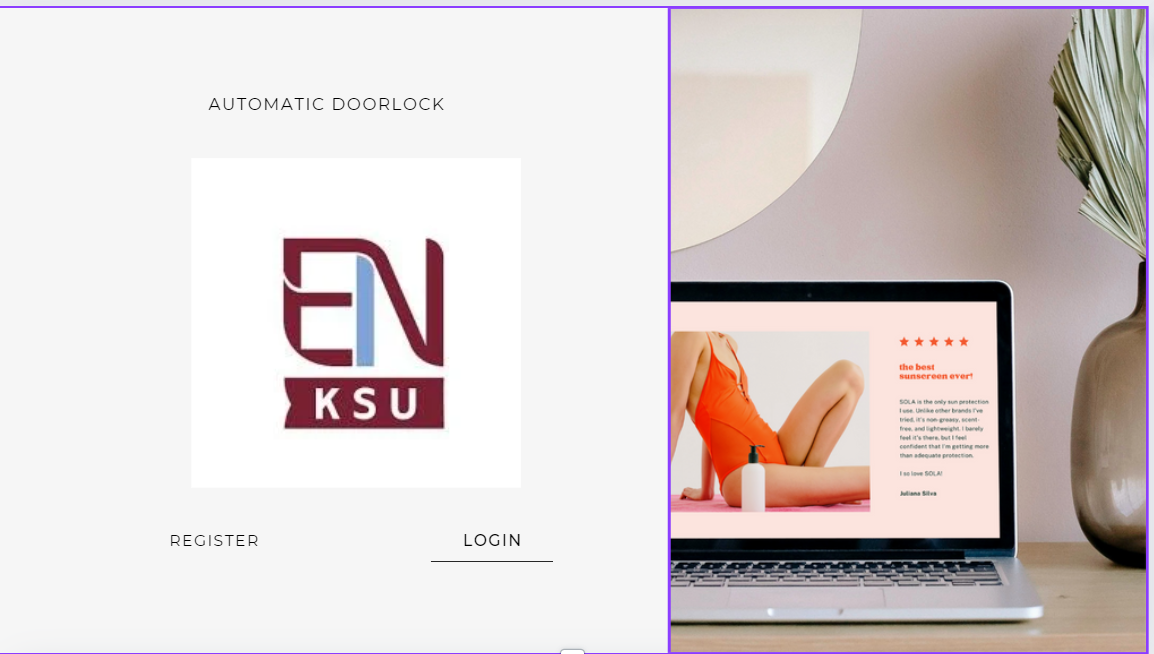 AUTOMATIC DOORLOCK
EN
KSU
REGISTER
LOGIN
★★★★★
the best
sunscreen ever!
SOLA is the only sun protection
I use. Unlike other brands I've
tried, it's non-greasy, scent-
free, and lightweight. I barely
feel it's there, but I feel
confident that I'm getting more
than adequate protection.
I so love SOLA!
Juliana Silva